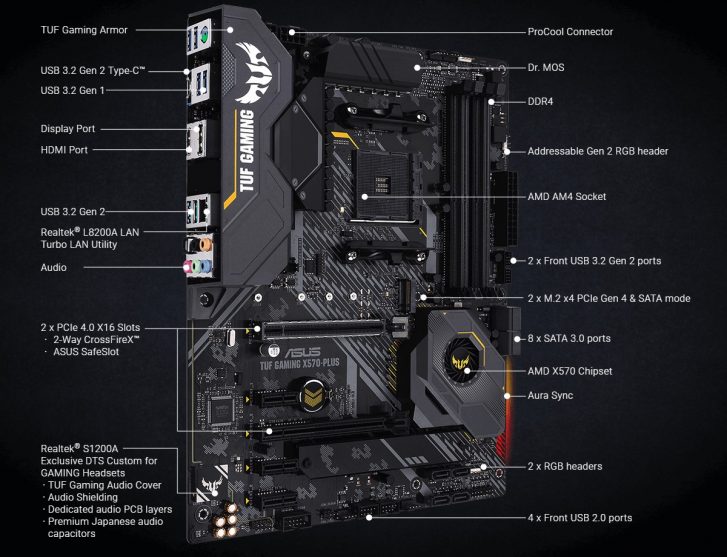 TUF Gaming Armor
USB 3.2 Gen 2 Type-C™
USB 3.2 Gen 1
Display Port
HDMI Port
USB 3.2 Gen 2
Realtek® L8200A LAN
Turbo LAN Utility
Audio
2 x PCIe 4.0 X16 Slots
· 2-Way CrossFireX™
· ASUS SafeSlot
Realtek® S1200A
Exclusive DTS Custom for
GAMING Headsets
· TUF Gaming Audio Cover
· Audio Shielding
· Dedicated audio PCB layers
· Premium Japanese audio
capacitors
TUF GAMING
ASUS
TUF GAMING X570-PLUS
ProCool Connector
Dr. MOS
DDR4
Addressable Gen 2 RGB header
AMD AM4 Socket
2 x Front USB 3.2 Gen 2 ports
2 x M.2 x4 PCIe Gen 4 & SATA mode
8 x SATA 3.0 ports
AMD X570 Chipset
Aura Sync
2 x RGB headers
4 x Front USB 2.0 ports